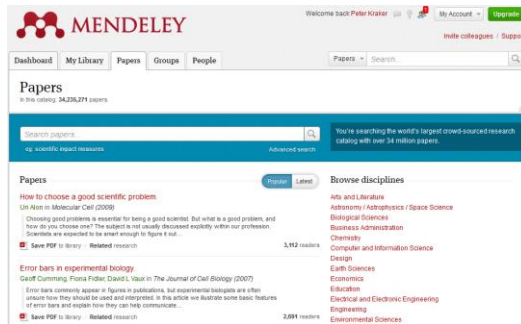 MENDELEY
Welcome back Peter Kraker
My Account
Upgrade
Invite colleagues / Suppo
Dashboard
My Library
Papers
Groups
People
Papers
Search...
Papers
In this catalog: 34,235,271 papers.
Search papers...
eg. scientific impact measures
Advanced search
You're searching the world's largest crowd-sourced research
catalog with over 34 million papers.
Papers
Popular
Latest
How to choose a good scientific problem.
Uri Alon in Molecular Cell (2009)
Choosing good problems is essential for being a good scientist. But what is a good problem, and
how do you choose one? The subject is not usually discussed explicitly within our profession.
Scientists are expected to be smart enough to figure it out...
Save PDF to library · Related research
3,112 readers
Error bars in experimental biology.
Geoff Cumming, Fiona Fidler, David L Vaux in The Journal of Cell Biology (2007)
Error bars commonly appear in figures in publications, but experimental biologists are often
unsure how they should be used and interpreted. In this article we illustrate some basic features
of error bars and explain how they can help communicate...
Save PDF to library · Related research
2,691 readers
Browse disciplines
Arts and Literature
Astronomy / Astrophysics / Space Science
Biological Sciences
Business Administration
Chemistry
Computer and Information Science
Design
Earth Sciences
Economics
Education
Electrical and Electronic Engineering
Engineering
Environmental Sciences